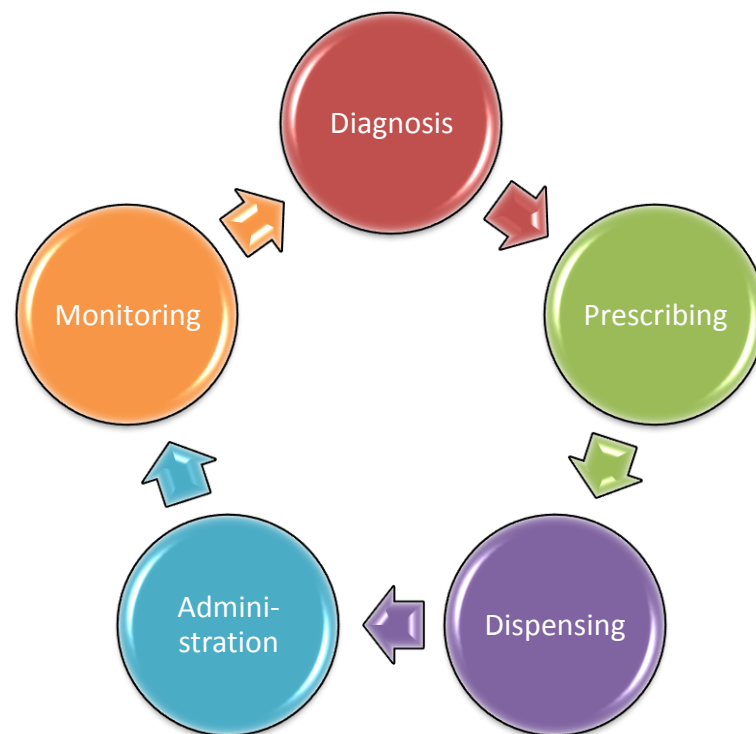 Diagnosis
Prescribing
Dispensing
Admini-
stration
Monitoring